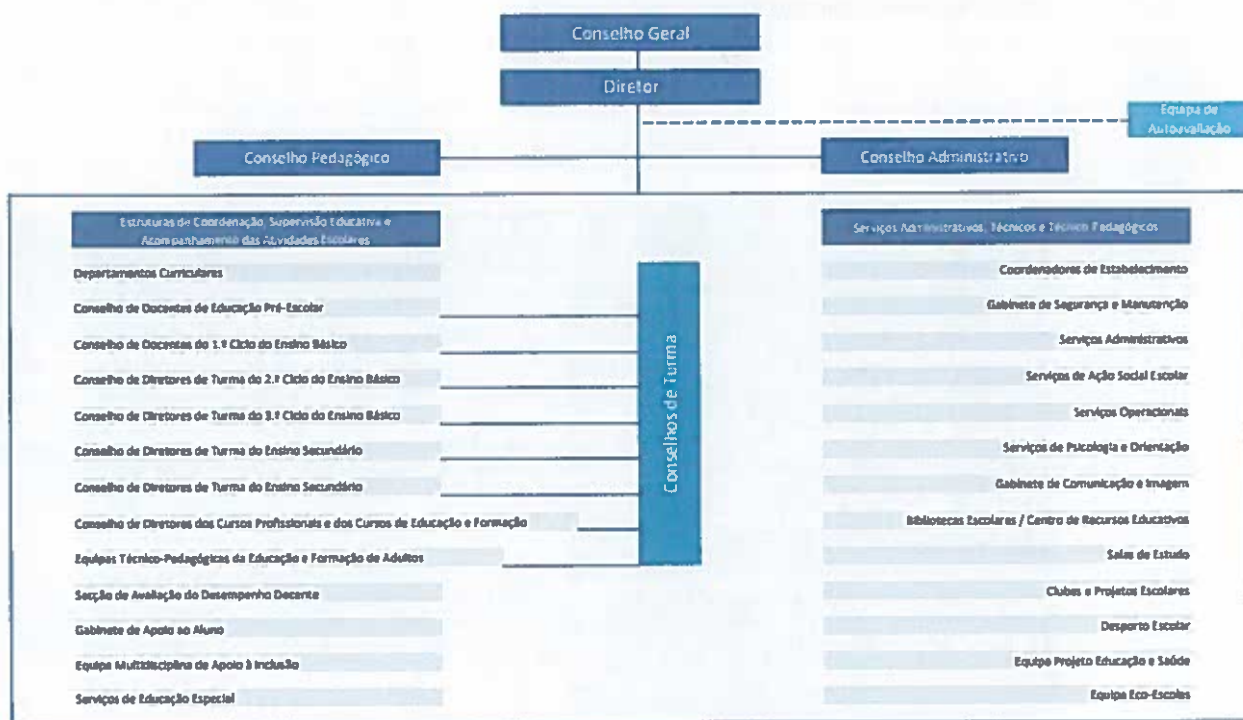 Conselho Geral
Diretor
Equipa de
Autoavaliação
Conselho Pedagógico
Conselho Administrativo
Estruturas de Coordenação, Supervisão Educativa e
Acompanhamento das Atividades Escolares
Departamentos Curriculares
Conselho de Docentes de Educação Pré-Escolar
Conselho de Docentes do 1.º Ciclo do Ensino Básico
Conselho de Diretores de Turma do 2.º Ciclo do Ensino Básico
Conselho de Diretores de Turma do 3.º Ciclo do Ensino Básico
Conselho de Diretores de Turma do Ensino Secundário
Conselho de Diretores de Turma do Ensino Secundário
Conselho de Diretores dos Cursos Profissionais e dos Cursos de Educação e Formação
Equipas Técnico-Pedagógicas da Educação e Formação de Adultos
Secção de Avaliação do Desempenho Docente
Gabinete de Apoio ao Aluno
Equipa Multidisciplina de Apoio à Inclusão
Serviços de Educação Especial
Conselhos de Turma
Serviços Administrativos, Técnicos e Técnico Pedagógicos
Coordenadores de Estabelecimento
Gabinete de Segurança e Manutenção
Serviços Administrativos
Serviços de Ação Social Escolar
Serviços Operacionais
Serviços de Psicologia e Orientação
Gabinete de Comunicação e Imagem
Bibliotecas Escolares / Centro de Recursos Educativos
Salas de Estudo
Clubes e Projetos Escolares
Desporto Escolar
Equipa Projeto Educação e Saúde
Equipa Eco-Escolas